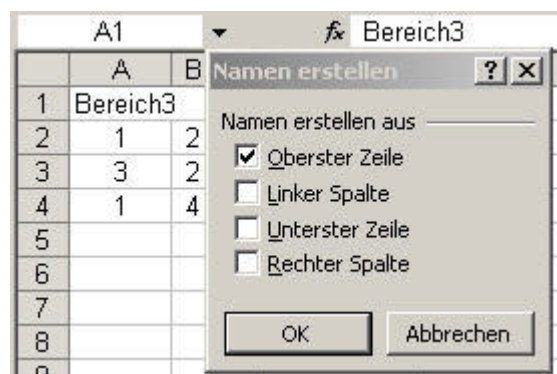 A1 fx Bereich3
A B
1 Bereich3
2 1 2
3 3 2
4 1 4
5
6
7
8
Namen erstellen ? ×
Namen erstellen aus
Oberster Zeile
Linker Spalte
Unterster Zeile
Rechter Spalte
OK Abbrechen